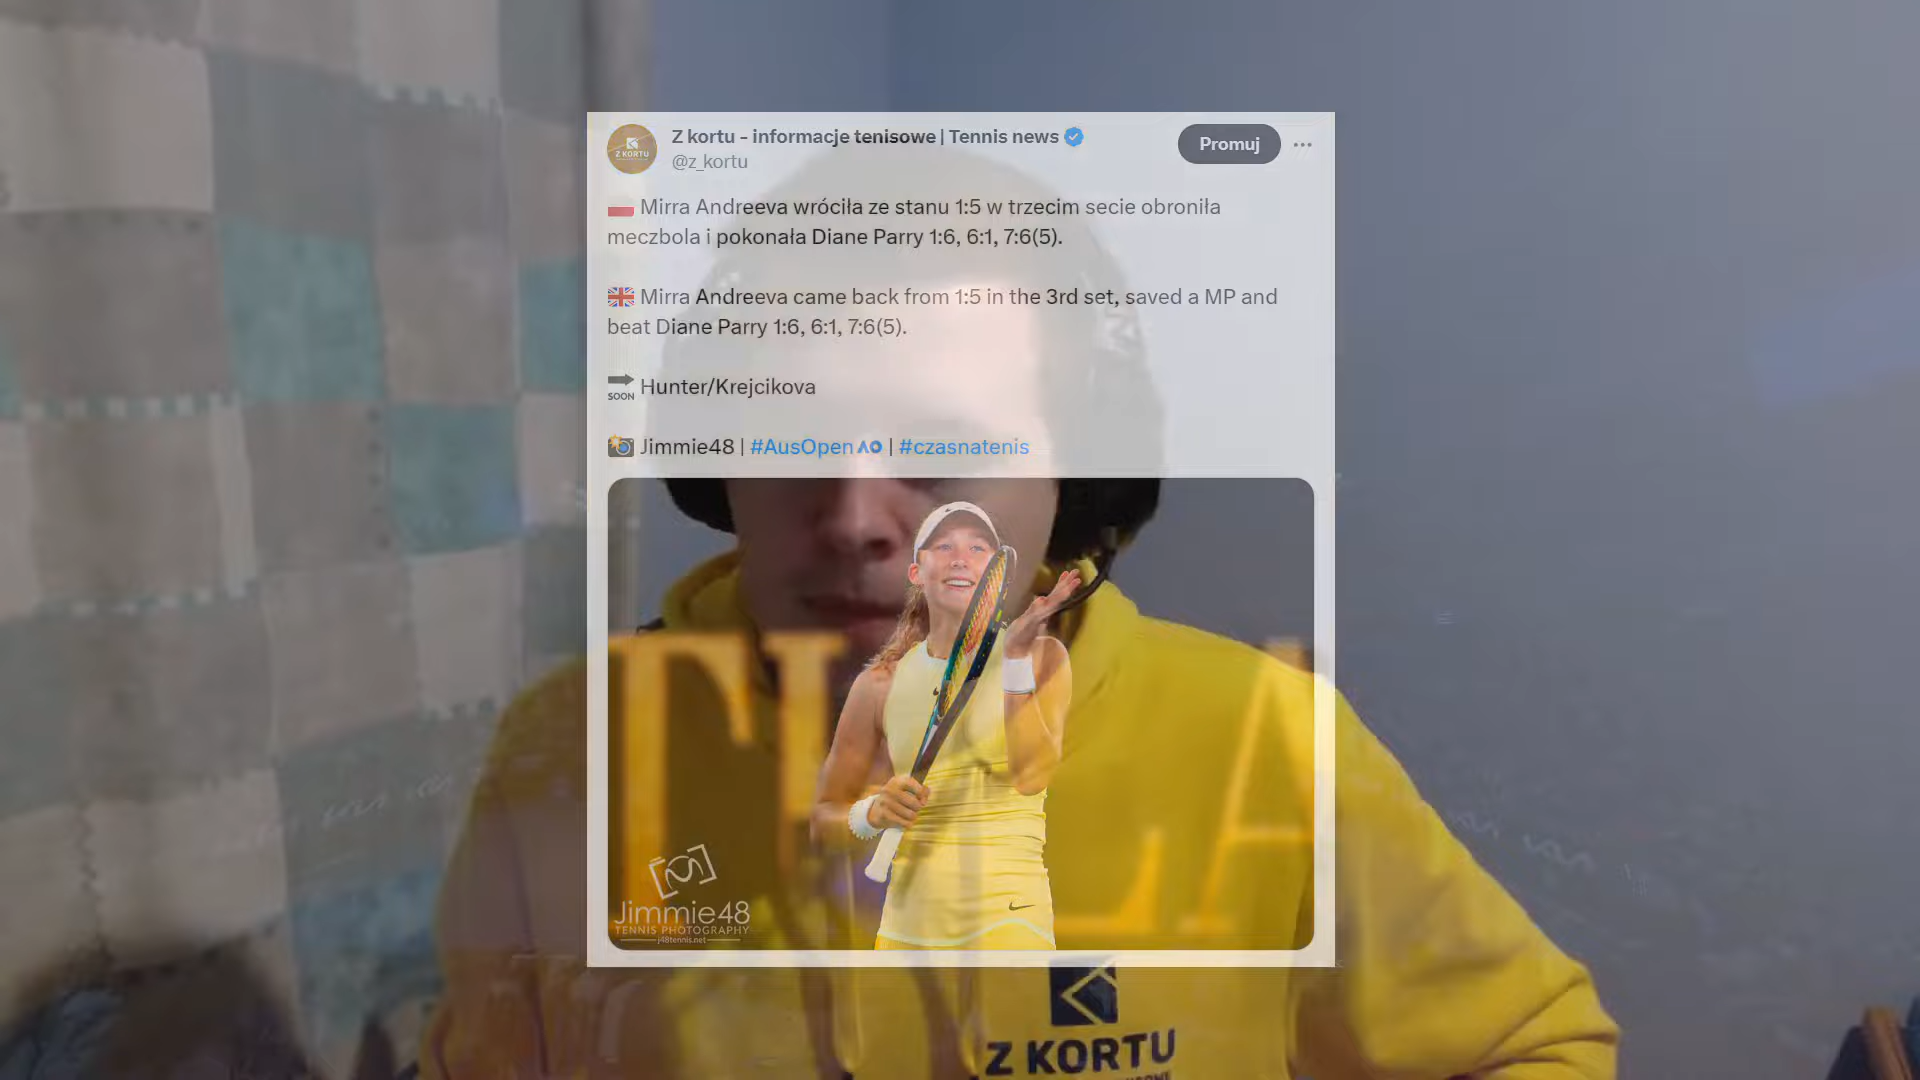 Z kortu - informacje tenisowe | Tennis news
@z_kortu
Promuj
Mirra Andreeva wróciła ze stanu 1:5 w trzecim secie obroniła
meczbola i pokonała Diane Parry 1:6, 6:1, 7:6(5).
Mirra Andreeva came back from 1:5 in the 3rd set, saved a MP and
beat Diane Parry 1:6, 6:1, 7:6(5).
SOON Hunter/Krejcikova
Jimmie48 | #AusOpen AO | #czasnatenis
Jimmie48
TENNIS PHOTOGRAPHY
j48tennis.net
Z KORTU